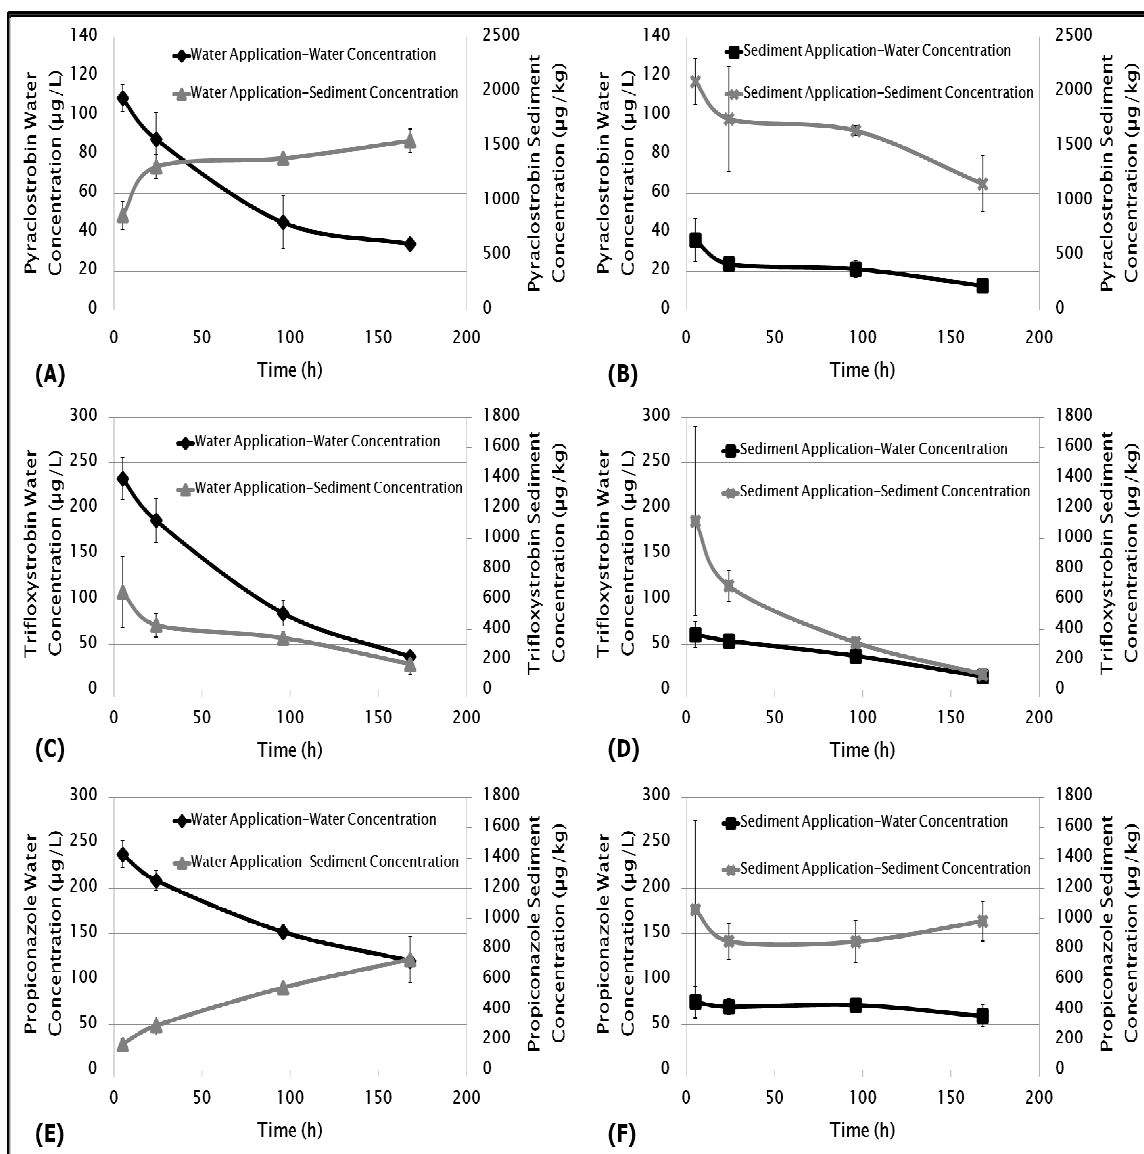 140
120
100
80
60
40
20
0
Pyraclostrobin Water
Concentration (µg/L)
Water Application–Water Concentration
Water Application–Sediment Concentration
2500
2000
1500
1000
500
0
Pyraclostrobin Sediment
Concentration (µg/kg)
0 50 100 150 200
Time (h)
(A)
140
120
100
80
60
40
20
0
Pyraclostrobin Water
Concentration (µg/L)
Sediment Application–Water Concentration
Sediment Application–Sediment Concentration
2500
2000
1500
1000
500
0
Pyraclostrobin Sediment
Concentration (µg/kg)
0 50 100 150 200
Time (h)
(B)
300
250
200
150
100
50
0
Trifloxystrobin Water
Concentration (µg/L)
Water Application–Water Concentration
Water Application–Sediment Concentration
1800
1600
1400
1200
1000
800
600
400
200
0
Trifloxystrobin Sediment
Concentration (µg/kg)
0 50 100 150 200
Time (h)
(C)
300
250
200
150
100
50
0
Trifloxystrobin Water
Concentration (µg/L)
Sediment Application–Water Concentration
Sediment Application–Sediment Concentration
1800
1600
1400
1200
1000
800
600
400
200
0
Trifloxystrobin Sediment
Concentration (µg/kg)
0 50 100 150 200
Time (h)
(D)
300
250
200
150
100
50
0
Propiconazole Water
Concentration (µg/L)
Water Application–Water Concentration
Water Application Sediment Concentration
1800
1600
1400
1200
1000
800
600
400
200
0
Propiconazole Sediment
Concentration (µg/kg)
0 50 100 150 200
Time (h)
(E)
300
250
200
150
100
50
0
Propiconazole Water
Concentration (µg/L)
Sediment Application–Water Concentration
Sediment Application–Sediment Concentration
1800
1600
1400
1200
1000
800
600
400
200
0
Propiconazole Sediment
Concentration (µg/kg)
0 50 100 150 200
Time (h)
(F)